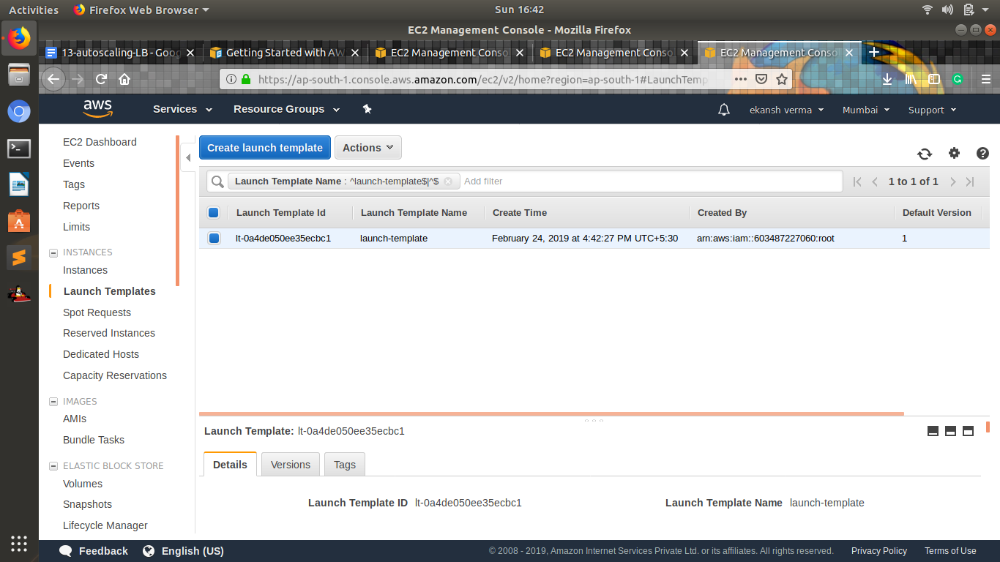 Activities Firefox Web Browser Sun 16:42
EC2 Management Console - Mozilla Firefox
13-autoscaling-LB - Goog Getting Started with AW EC2 Management Conso EC2 Management Conso EC2 Management Conso
https://ap-south-1.console.aws.amazon.com/ec2/v2/home?region=ap-south-1#LaunchTemp
aws Services Resource Groups ekansh verma Mumbai Support
EC2 Dashboard
Events
Tags
Reports
Limits
INSTANCES
Instances
Launch Templates
Spot Requests
Reserved Instances
Dedicated Hosts
Capacity Reservations
IMAGES
AMIs
Bundle Tasks
ELASTIC BLOCK STORE
Volumes
Snapshots
Lifecycle Manager
Create launch template Actions
Launch Template Name : ^launch-template$|^$ Add filter 1 to 1 of 1
Launch Template Id Launch Template Name Create Time Created By Default Version
lt-0a4de050ee35ecbc1 launch-template February 24, 2019 at 4:42:27 PM UTC+5:30 arn:aws:iam::603487227060:root 1
Launch Template: lt-0a4de050ee35ecbc1
Details Versions Tags
Launch Template ID lt-0a4de050ee35ecbc1 Launch Template Name launch-template
Feedback English (US) © 2008 - 2019, Amazon Internet Services Private Ltd. or its affiliates. All rights reserved. Privacy Policy Terms of Use